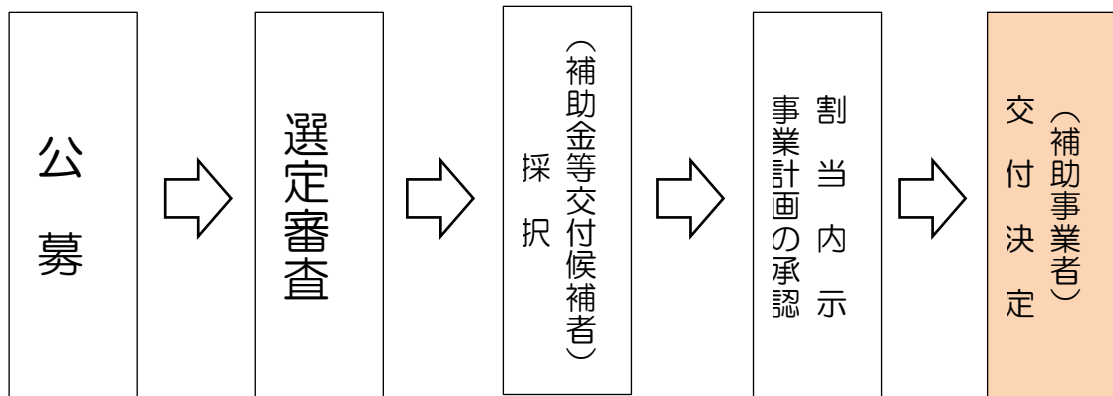 公募
選定審査
（補助金等交付候補者）
採択
割当内示
事業計画の承認
（補助事業者）
交付決定